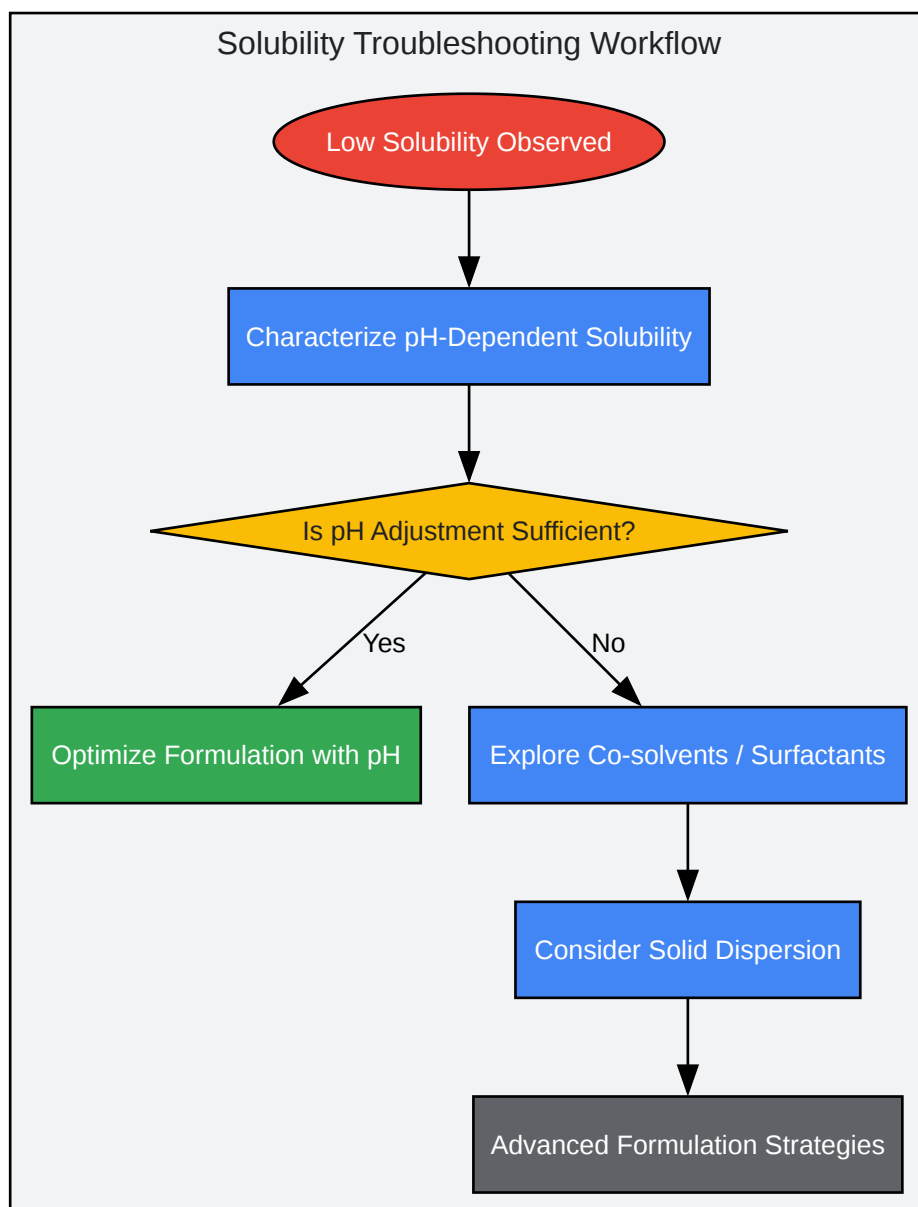 Solubility Troubleshooting Workflow
Low Solubility Observed
Characterize pH-Dependent Solubility
Is pH Adjustment Sufficient?
Yes
No
Optimize Formulation with pH
Explore Co-solvents / Surfactants
Consider Solid Dispersion
Advanced Formulation Strategies